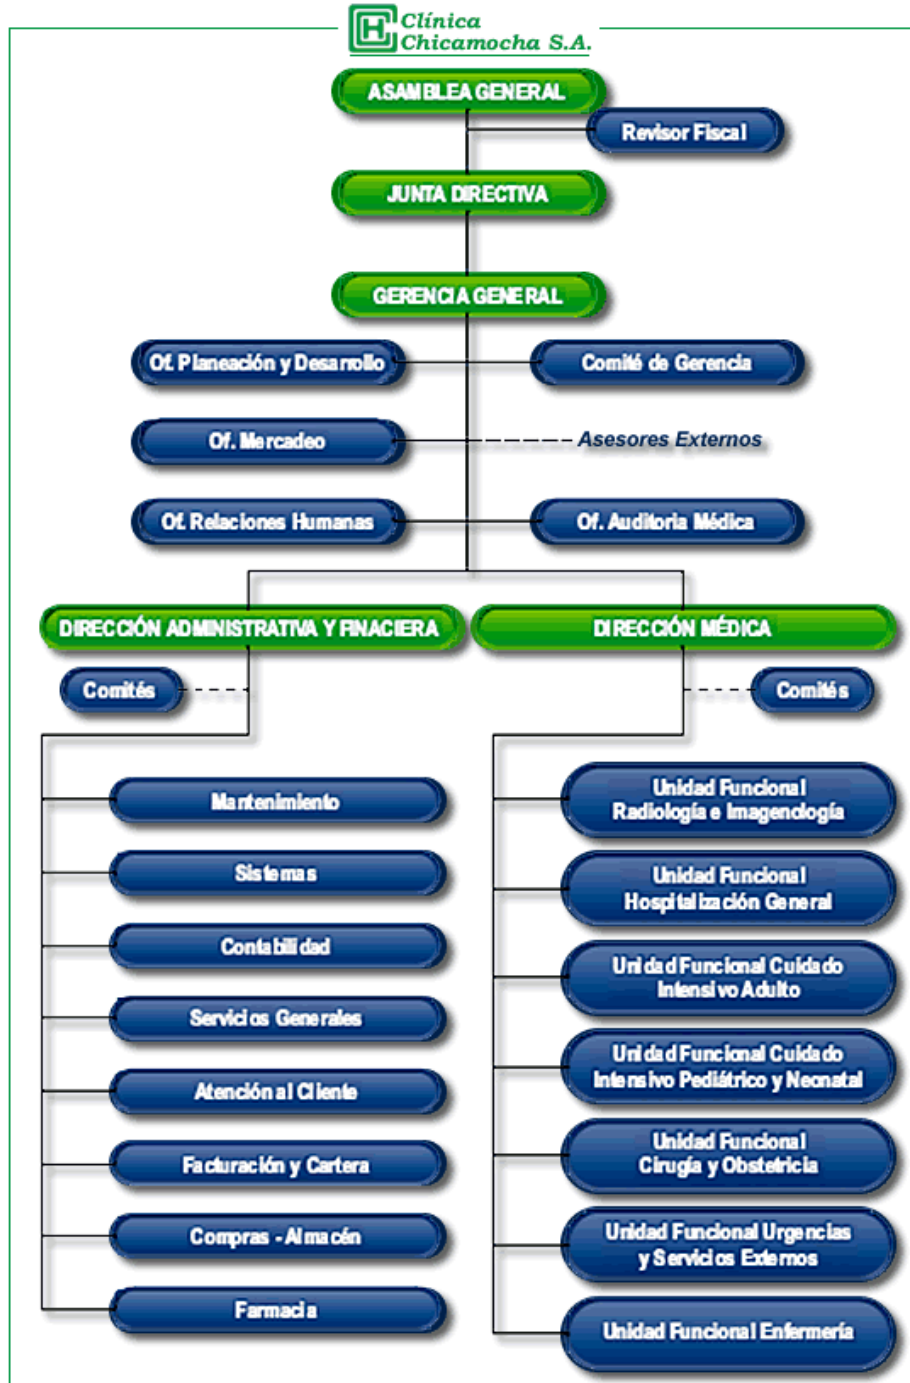 Clínica
Chicamocha S.A.
ASAMBLEA GENERAL
Revisor Fiscal
JUNTA DIRECTIVA
GERENCIA GENERAL
Of. Planeación y Desarrollo
Comité de Gerencia
Of. Mercadeo
Asesores Externos
Of. Relaciones Humanas
Of. Auditoria Médica
DIRECCIÓN ADMINISTRATIVA Y FINACIERA
DIRECCIÓN MÉDICA
Comités
Comités
Mantenimiento
Sistemas
Contabilidad
Servicios Generales
Atención al Cliente
Facturación y Cartera
Compras - Almacén
Farmacia
Unidad Funcional
Radiología e Imagenología
Unidad Funcional
Hospitalización General
Unidad Funcional Cuidado
Intensivo Adulto
Unidad Funcional Cuidado
Intensivo Pediátrico y Neonatal
Unidad Funcional
Cirugía y Obstetricia
Unidad Funcional Urgencias
y Servicios Externos
Unidad Funcional Enfermería